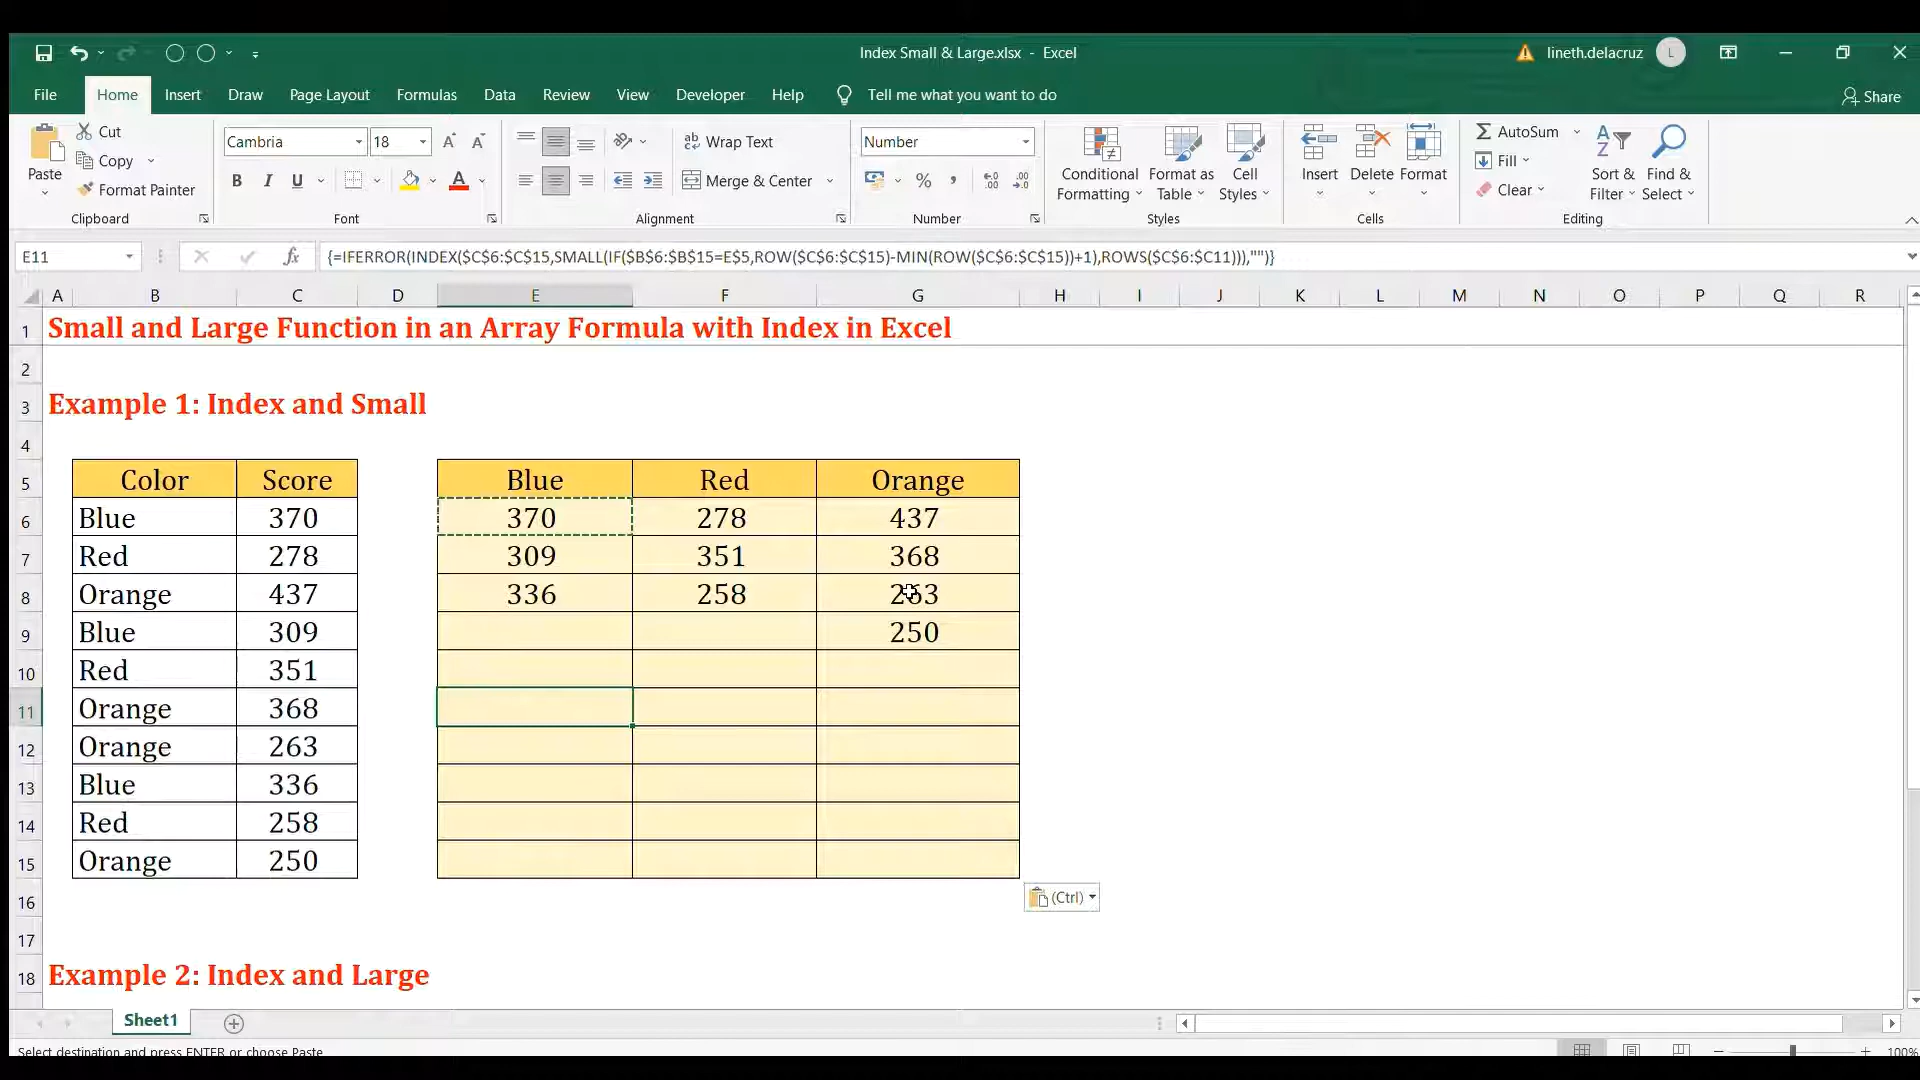 Index Small & Large.xlsx - Excel
lineth.delacruz
L
File Home Insert Draw Page Layout Formulas Data Review View Developer Help Tell me what you want to do
Share
Paste
Cut
Copy
Format Painter
Clipboard
Cambria 18
B I U
Font
Wrap Text
Merge & Center
Alignment
Number
Number
Conditional Formatting
Format as Table
Cell Styles
Styles
Insert
Delete
Format
Cells
AutoSum
Fill
Clear
Sort & Filter
Find & Select
Editing
E11
fx
{=IFERROR(INDEX($C$6:$C$15,SMALL(IF($B$6:$B$15=E$5,ROW($C$6:$C$15)-MIN(ROW($C$6:$C$15))+1),ROWS($C$6:$C11))),"")}
A B C D E F G H I J K L M N O P Q R
1 Small and Large Function in an Array Formula with Index in Excel
2
3 Example 1: Index and Small
4
5 Color Score Blue Red Orange
6 Blue 370 370 278 437
7 Red 278 309 351 368
8 Orange 437 336 258 263
9 Blue 309 250
10 Red 351
11 Orange 368
12 Orange 263
13 Blue 336
14 Red 258
15 Orange 250
16 (Ctrl)
17
18 Example 2: Index and Large
Sheet1
Select destination and press ENTER or choose Paste
100%